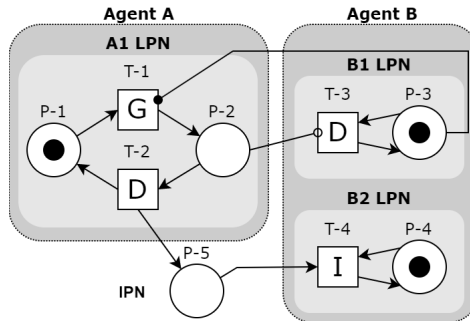 Agent A
Agent B
A1 LPN
B1 LPN
T-1
P-1
G
P-2
T-3
P-3
D
T-2
D
B2 LPN
T-4
P-4
P-5
I
IPN